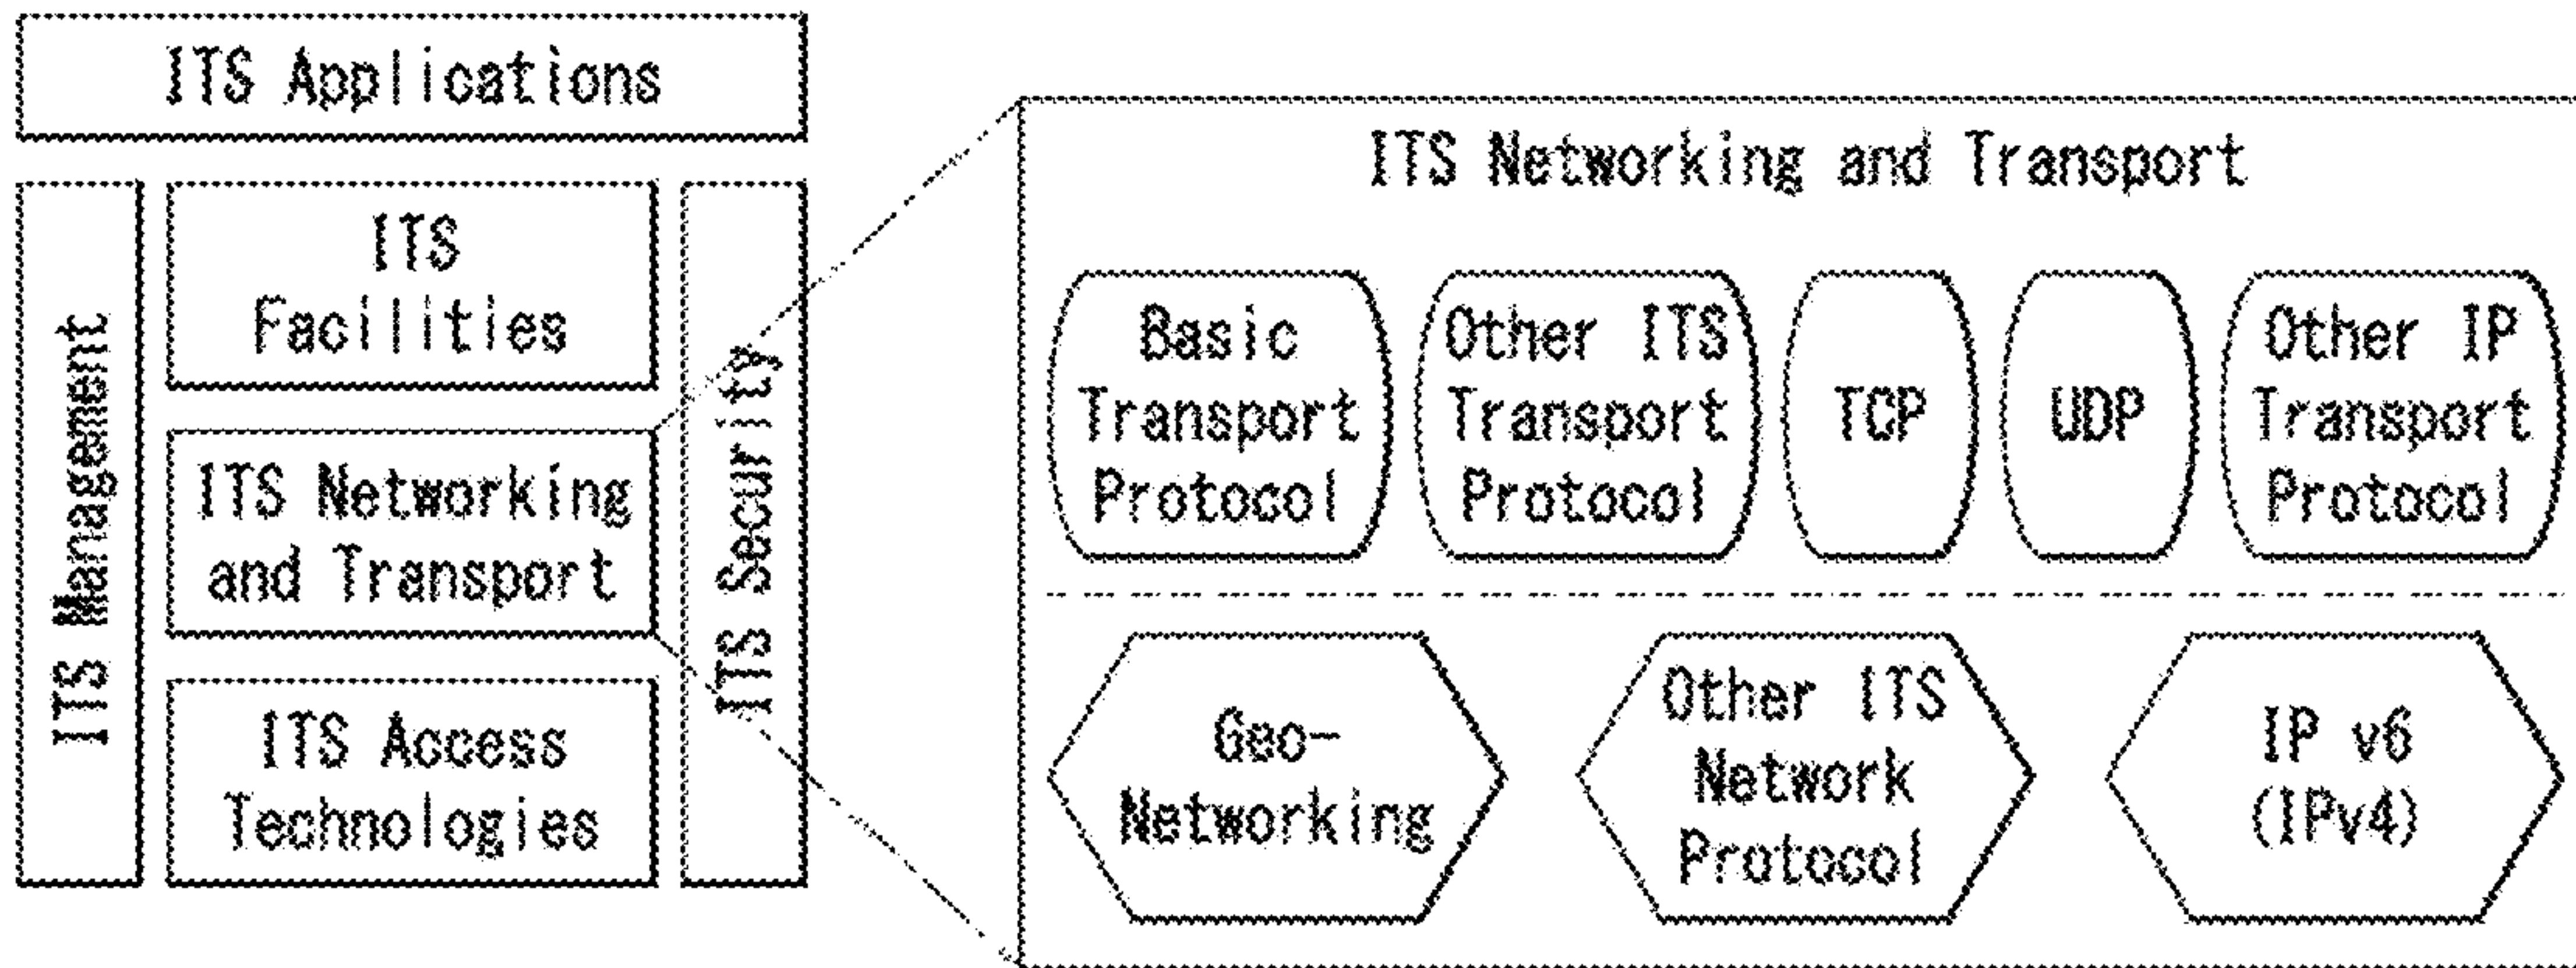 ITS Applications
ITS Management
ITS
Facilities
ITS Networking
and Transport
ITS Access
Technologies
ITS Security
ITS Networking and Transport
Basic
Transport
Protocol
Other ITS
Transport
Protocol
TCP
UDP
Other IP
Transport
Protocol
Geo-
Networking
Other ITS
Network
Protocol
IP v6
(IPv4)